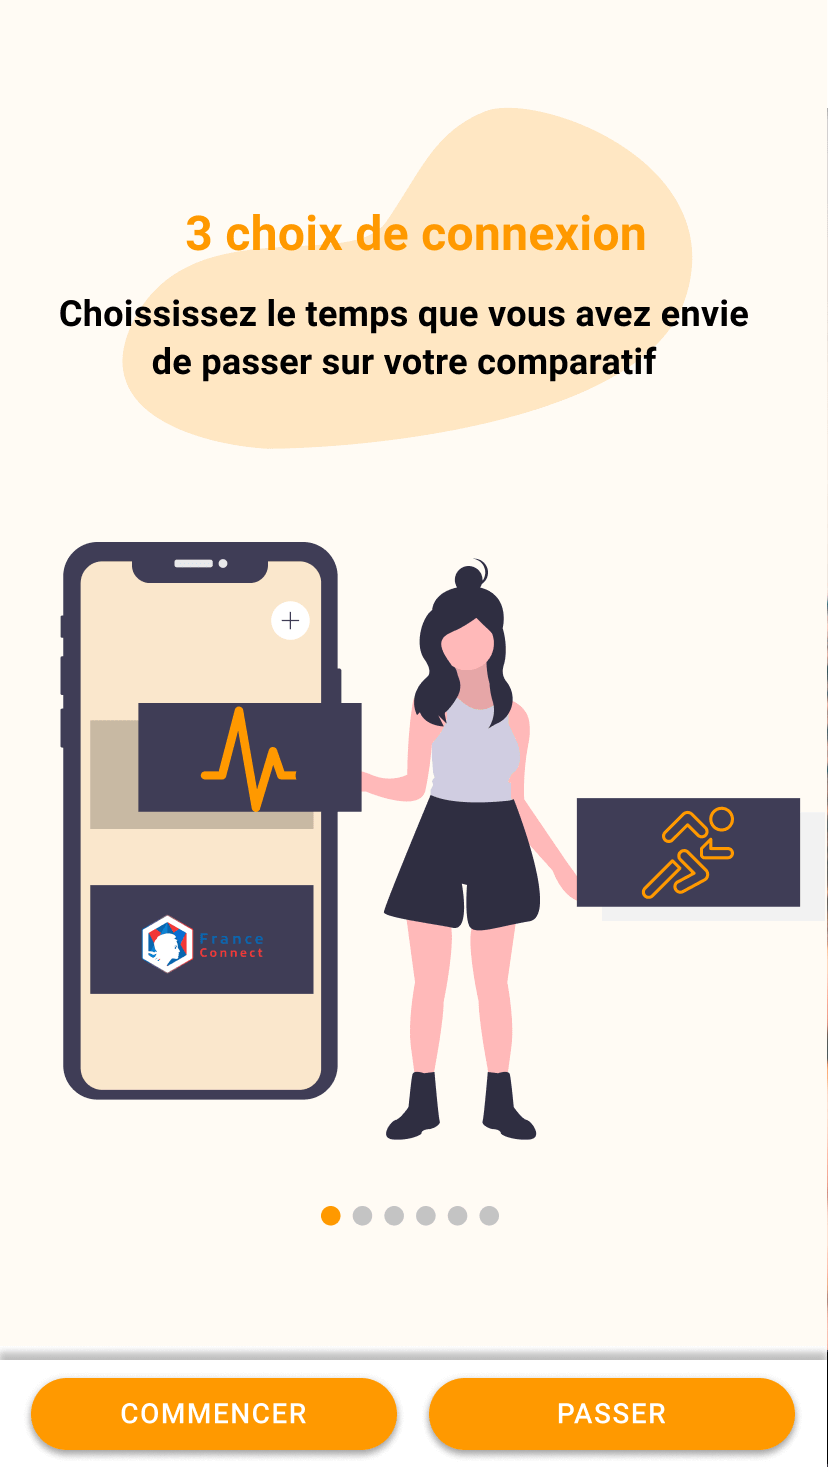 3 choix de connexion
Choississez le temps que vous avez envie
de passer sur votre comparatif
France
Connect
COMMENCER
PASSER